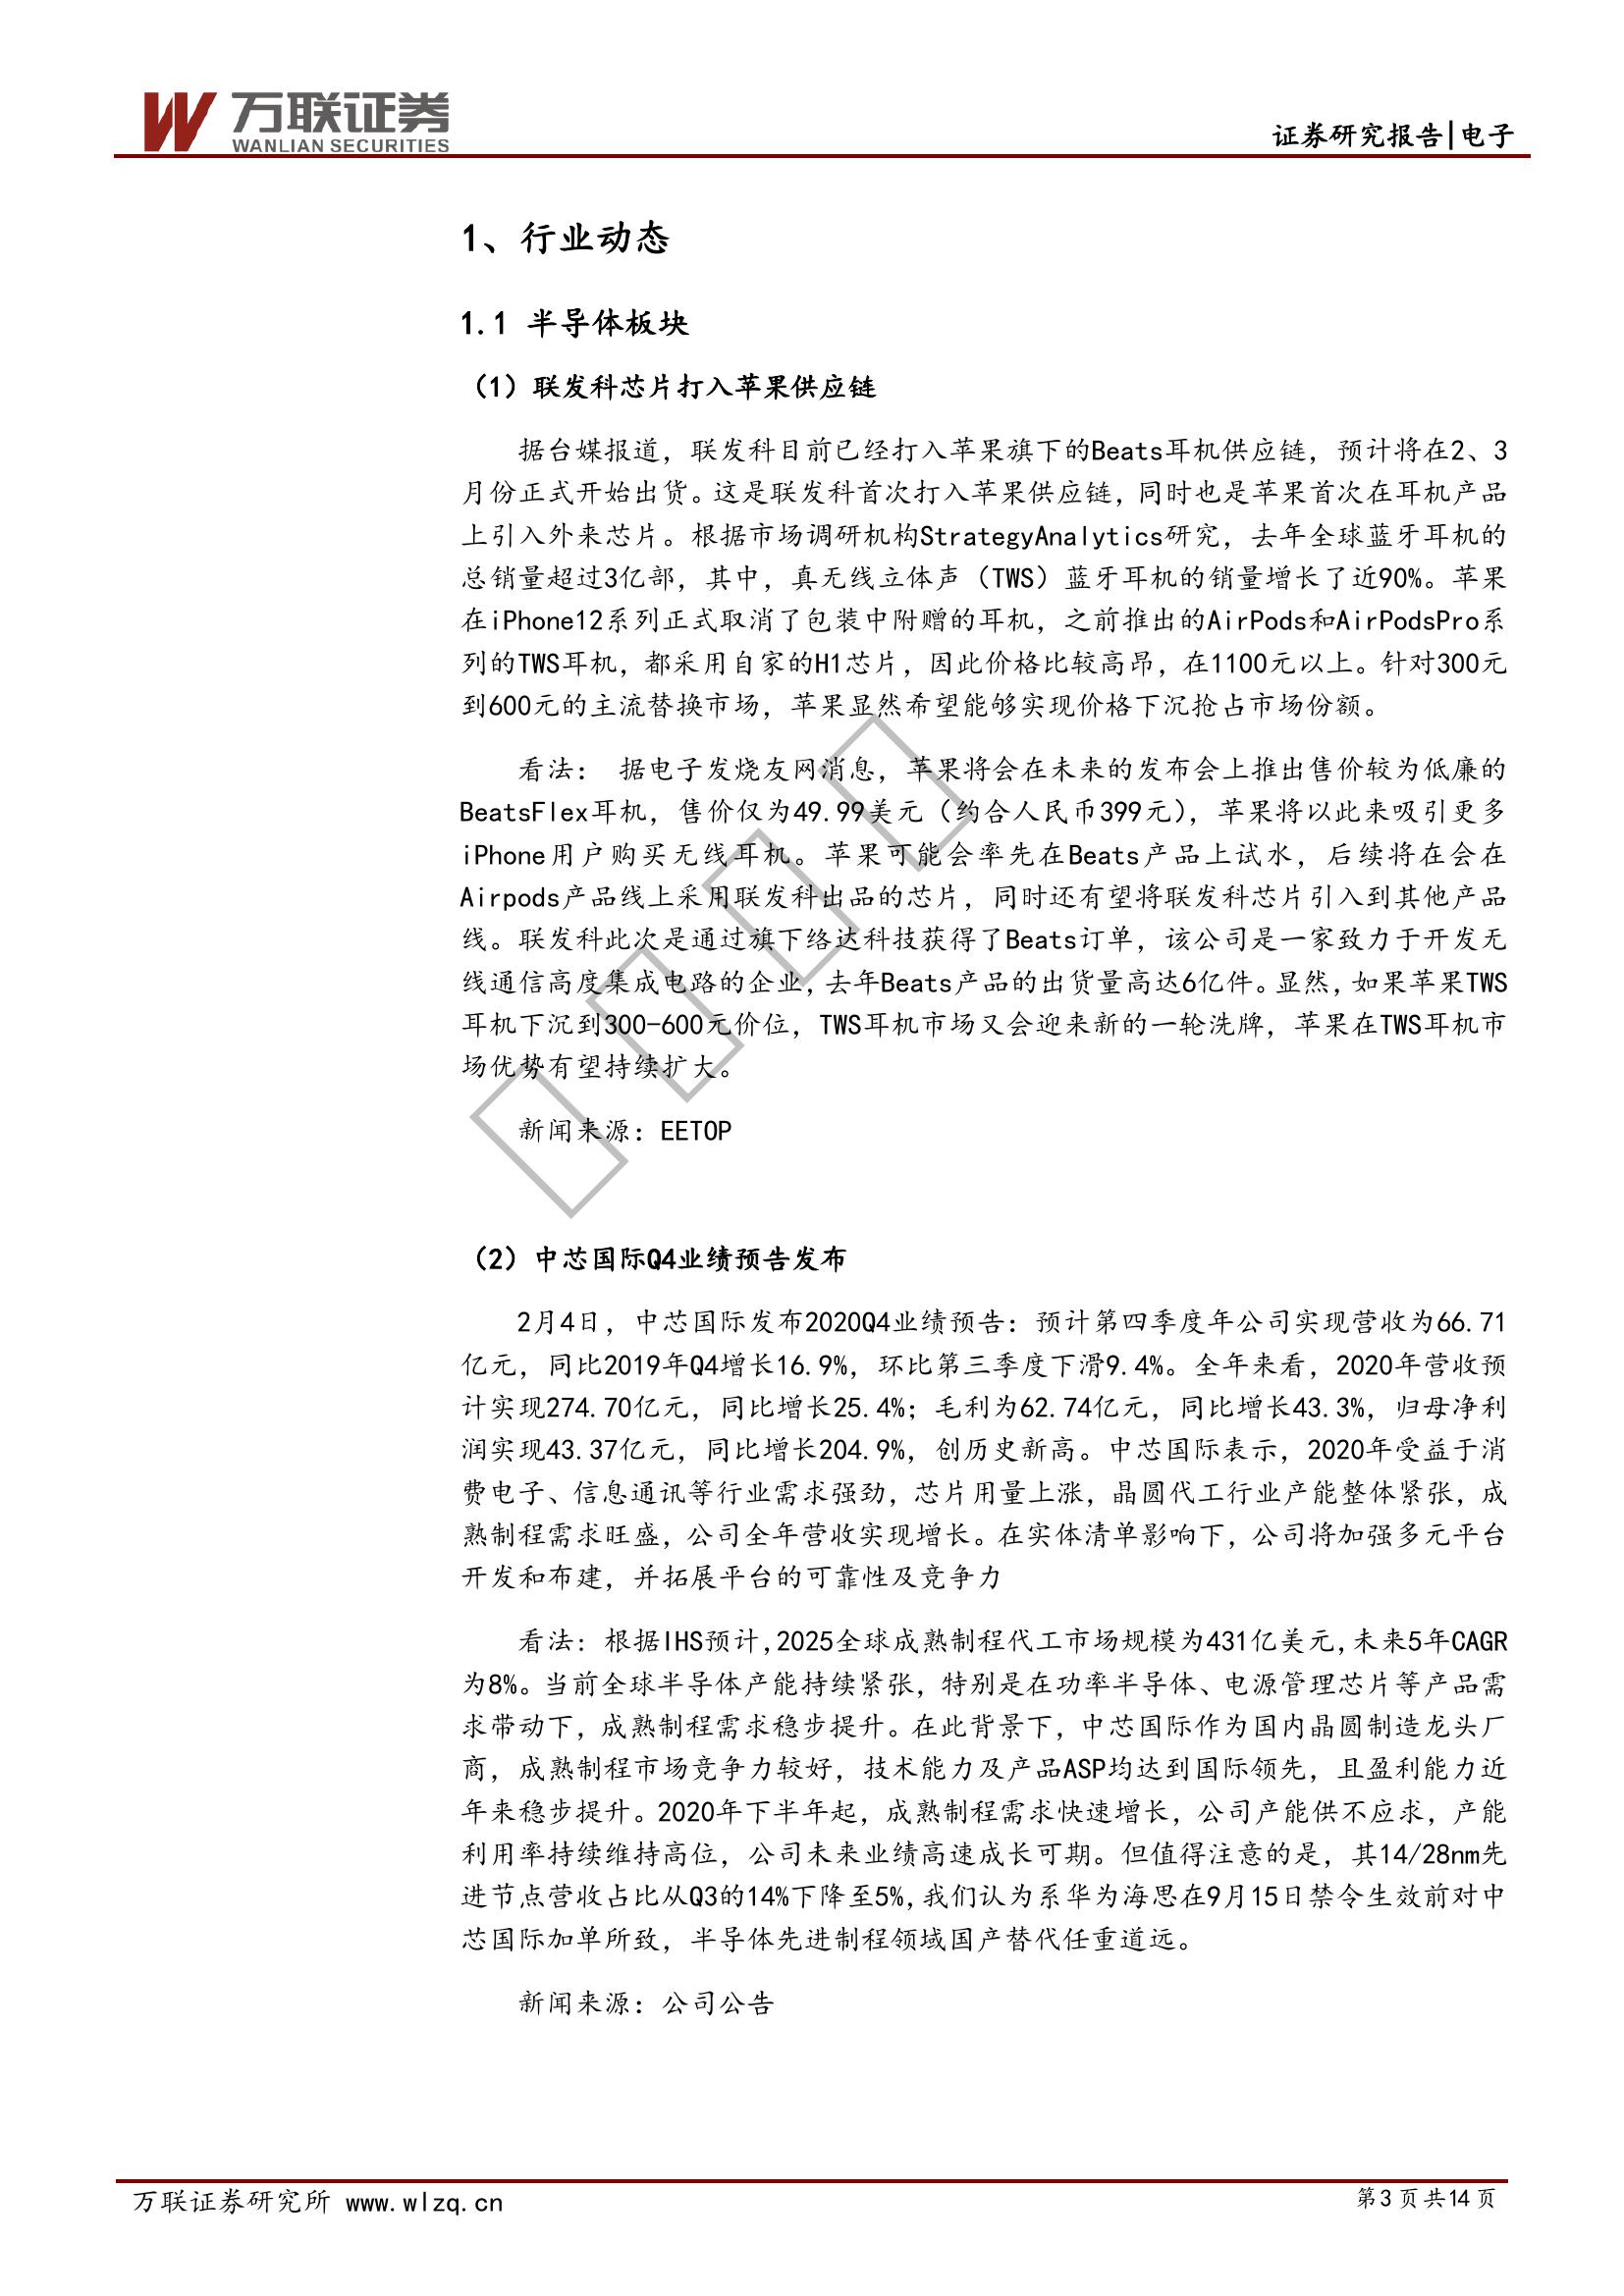 万联证券
WANLIAN SECURITIES
证券研究报告|电子
1、行业动态
1.1 半导体板块
（1）联发科芯片打入苹果供应链
据台媒报道，联发科目前已经打入苹果旗下的Beats耳机供应链，预计将在2、3
月份正式开始出货。这是联发科首次打入苹果供应链，同时也是苹果首次在耳机产品
上引入外来芯片。根据市场调研机构StrategyAnalytics研究，去年全球蓝牙耳机的
总销量超过3亿部，其中，真无线立体声（TWS）蓝牙耳机的销量增长了近90%。苹果
在iPhone12系列正式取消了包装中附赠的耳机，之前推出的AirPods和AirPodsPro系
列的TWS耳机，都采用自家的H1芯片，因此价格比较高昂，在1100元以上。针对300元
到600元的主流替换市场，苹果显然希望能够实现价格下沉抢占市场份额。
看法： 据电子发烧友网消息，苹果将会在未来的发布会上推出售价较为低廉的
BeatsFlex耳机，售价仅为49.99美元（约合人民币399元），苹果将以此来吸引更多
iPhone用户购买无线耳机。苹果可能会率先在Beats产品上试水，后续将在会在
Airpods产品线上采用联发科出品的芯片，同时还有望将联发科芯片引入到其他产品
线。联发科此次是通过旗下络达科技获得了Beats订单，该公司是一家致力于开发无
线通信高度集成电路的企业，去年Beats产品的出货量高达6亿件。显然，如果苹果TWS
耳机下沉到300-600元价位，TWS耳机市场又会迎来新的一轮洗牌，苹果在TWS耳机市
场优势有望持续扩大。
新闻来源：EETOP
（2）中芯国际Q4业绩预告发布
2月4日，中芯国际发布2020Q4业绩预告：预计第四季度年公司实现营收为66.71
亿元，同比2019年Q4增长16.9%，环比第三季度下滑9.4%。全年来看，2020年营收预
计实现274.70亿元，同比增长25.4%；毛利为62.74亿元，同比增长43.3%，归母净利
润实现43.37亿元，同比增长204.9%，创历史新高。中芯国际表示，2020年受益于消
费电子、信息通讯等行业需求强劲，芯片用量上涨，晶圆代工行业产能整体紧张，成
熟制程需求旺盛，公司全年营收实现增长。在实体清单影响下，公司将加强多元平台
开发和布建，并拓展平台的可靠性及竞争力
看法：根据IHS预计，2025全球成熟制程代工市场规模为431亿美元，未来5年CAGR
为8%。当前全球半导体产能持续紧张，特别是在功率半导体、电源管理芯片等产品需
求带动下，成熟制程需求稳步提升。在此背景下，中芯国际作为国内晶圆制造龙头厂
商，成熟制程市场竞争力较好，技术能力及产品ASP均达到国际领先，且盈利能力近
年来稳步提升。2020年下半年起，成熟制程需求快速增长，公司产能供不应求，产能
利用率持续维持高位，公司未来业绩高速成长可期。但值得注意的是，其14/28nm先
进节点营收占比从Q3的14%下降至5%，我们认为系华为海思在9月15日禁令生效前对中
芯国际加单所致，半导体先进制程领域国产替代任重道远。
新闻来源：公司公告
万联证券研究所 www.wlzq.cn
第3页共14页